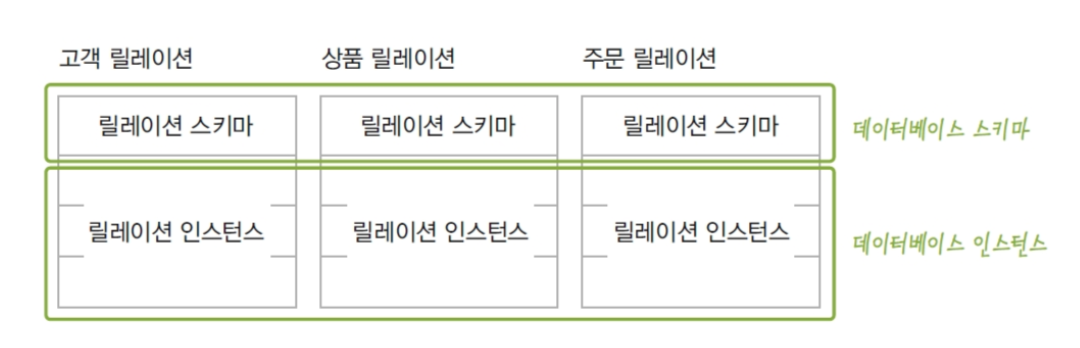 고객 릴레이션 상품 릴레이션 주문 릴레이션
릴레이션 스키마 릴레이션 스키마 릴레이션 스키마 데이터베이스 스키마
릴레이션 인스턴스 릴레이션 인스턴스 릴레이션 인스턴스 데이터베이스 인스턴스